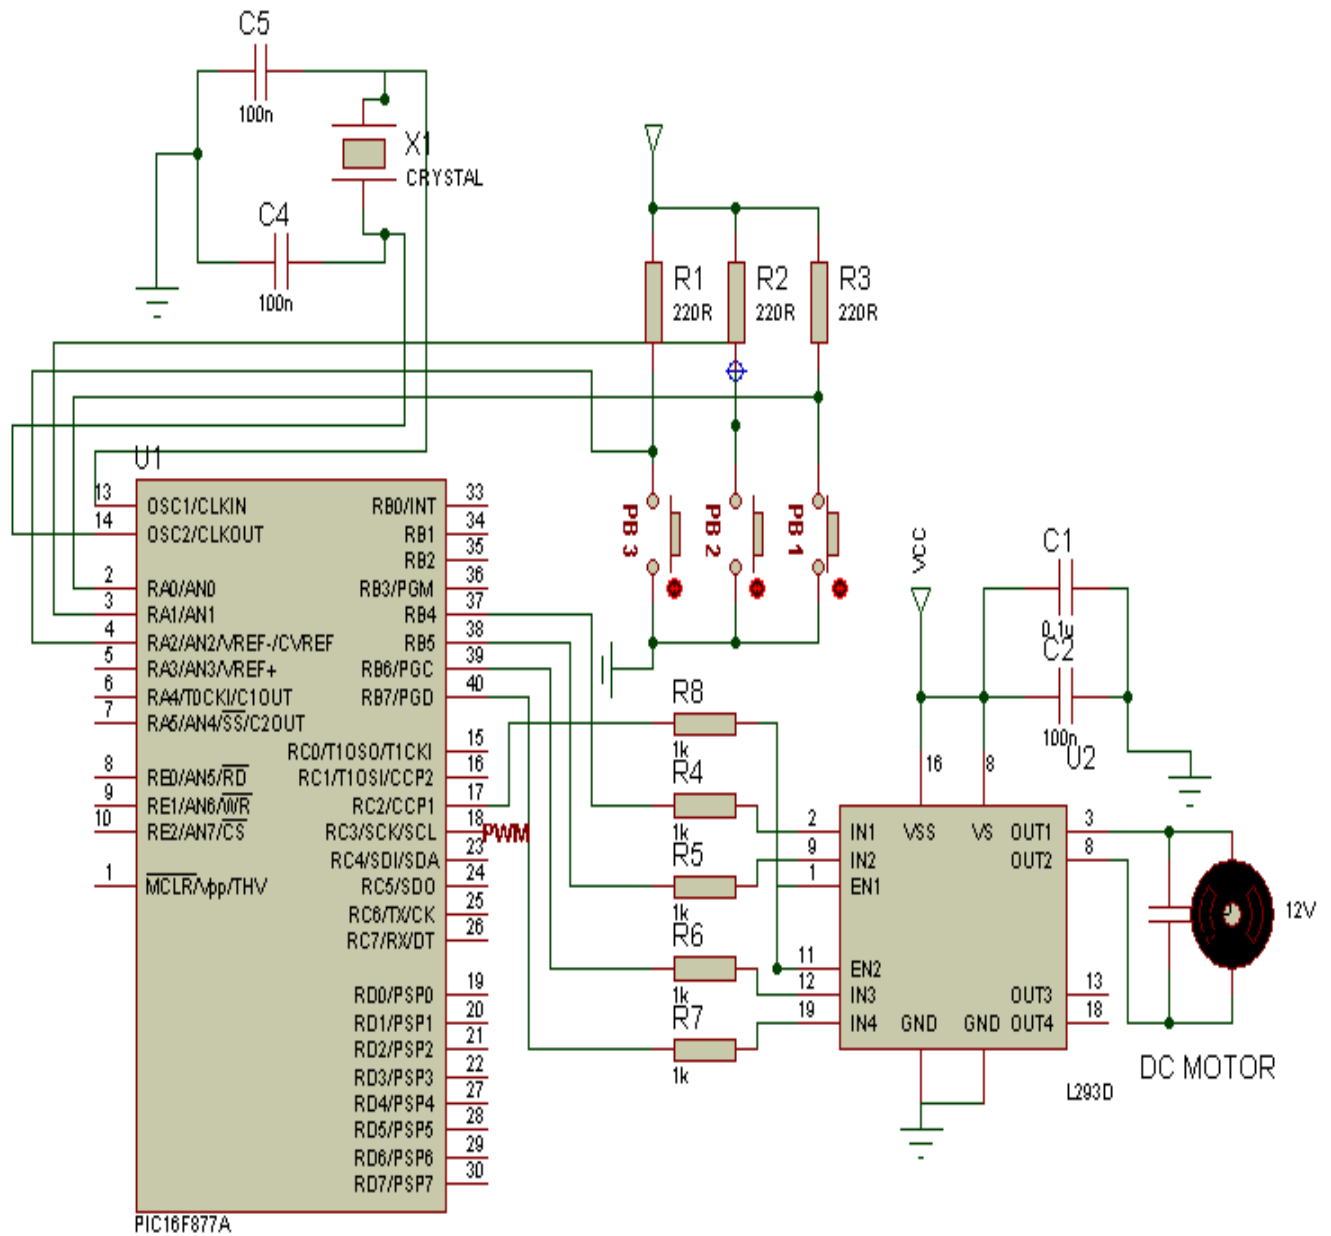 C5
100n
X1
CRYSTAL
C4
100n
R1
220R
R2
220R
R3
220R
U1
PB 3
PB 2
PB 1
13 OSC1/CLKIN
14 OSC2/CLKOUT
2 RA0/AN0
3 RA1/AN1
4 RA2/AN2/VREF-/CVREF
5 RA3/AN3/VREF+
6 RA4/T0CKI/C1OUT
7 RA5/AN4/SS/C2OUT
8 RE0/AN5/RD
9 RE1/AN6/WR
10 RE2/AN7/CS
1 MCLR/Vpp/THV
RB0/INT 33
RB1 34
RB2 35
RB3/PGM 36
RB4 37
RB5 38
RB6/PGC 39
RB7/PGD 40
RC0/T1OSO/T1CKI 15
RC1/T1OSI/CCP2 16
RC2/CCP1 17
RC3/SCK/SCL 18
PWM
RC4/SDI/SDA 23
RC5/SDO 24
RC6/TX/CK 25
RC7/RX/DT 26
RD0/PSP0 19
RD1/PSP1 20
RD2/PSP2 21
RD3/PSP3 22
RD4/PSP4 27
RD5/PSP5 28
RD6/PSP6 29
RD7/PSP7 30
PIC16F877A
R8
1k
R4
1k
R5
1k
R6
1k
R7
1k
VCC
C1
0.1u
C2
100n
U2
16
8
2 IN1
9 IN2
1 EN1
11 EN2
12 IN3
19 IN4
VSS
VS
OUT1 3
OUT2 8
OUT3 13
OUT4 18
GND
GND
L293D
12V
DC MOTOR